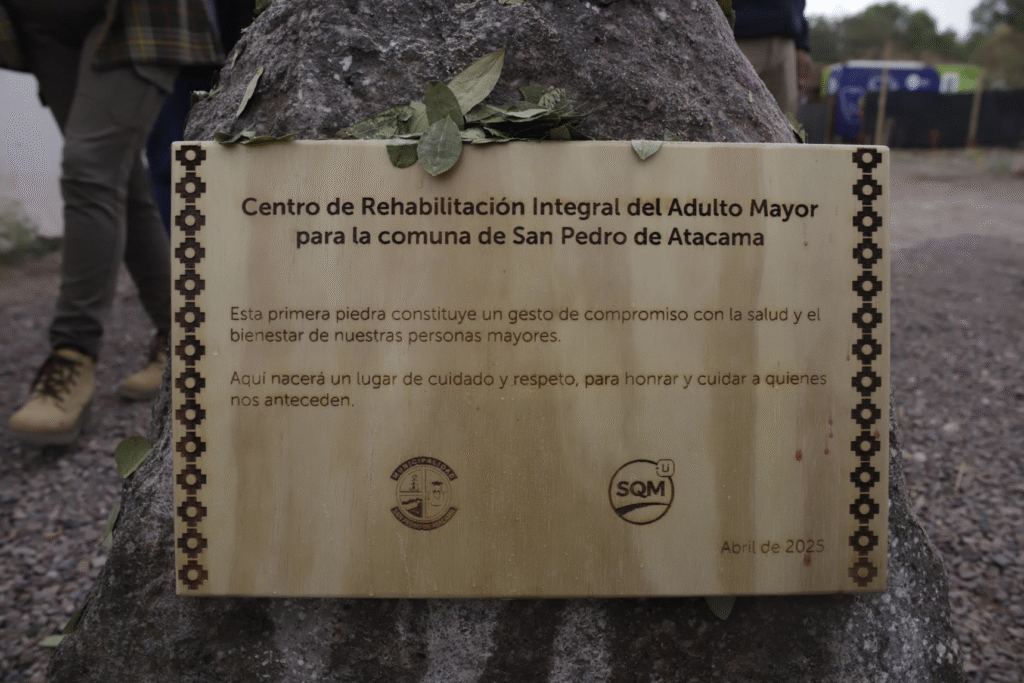 Centro de Rehabilitación Integral del Adulto Mayor
para la comuna de San Pedro de Atacama
Esta primera piedra constituye un gesto de compromiso con la salud y el
bienestar de nuestras personas mayores.
Aquí nacerá un lugar de cuidado y respeto, para honrar y cuidar a quienes
nos anteceden.
MUNICIPALIDAD
SQM
Li
Abril de 2025